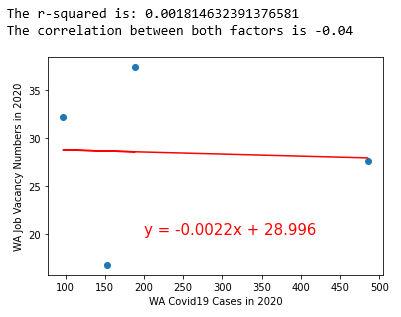 The r-squared is: 0.001814632391376581
The correlation between both factors is -0.04
WA Job Vacancy Numbers in 2020
35
30
25
20
y = -0.0022x + 28.996
100 150 200 250 300 350 400 450 500
WA Covid19 Cases in 2020